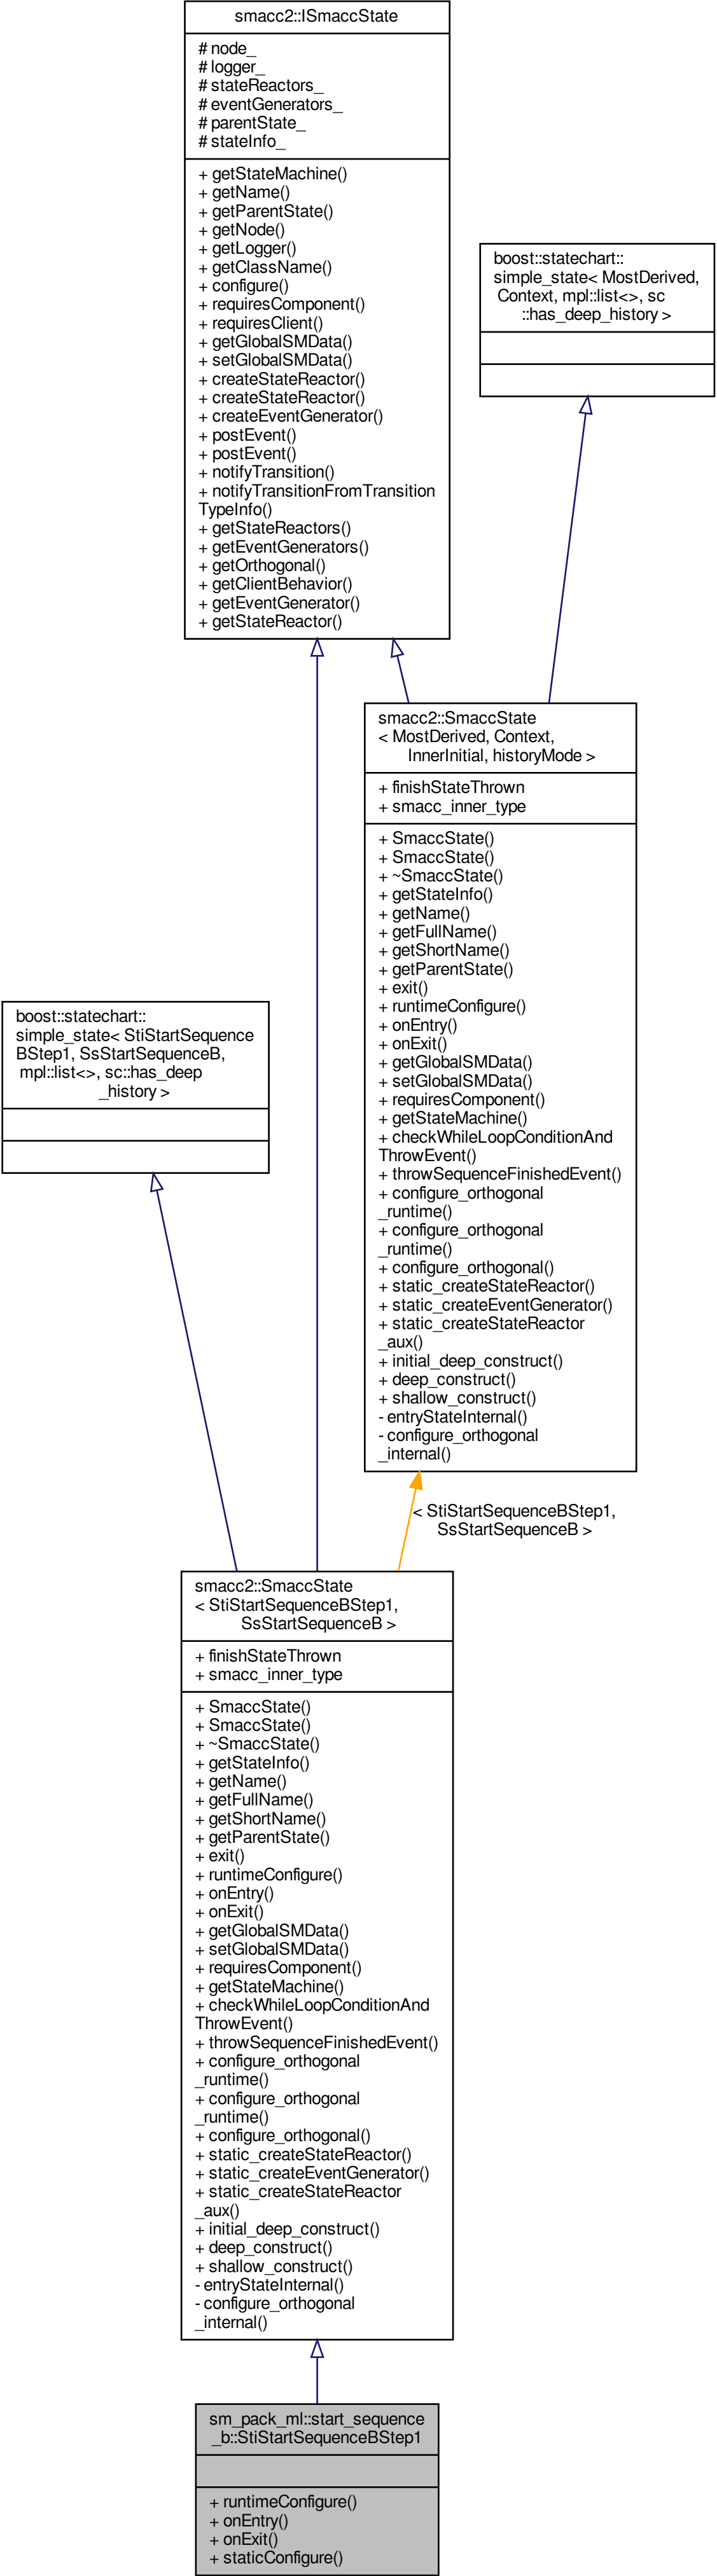 smacc2::ISmaccState
# node_
# logger_
# stateReactors_
# eventGenerators_
# parentState_
# stateInfo_
+ getStateMachine()
+ getName()
+ getParentState()
+ getNode()
+ getLogger()
+ getClassName()
+ configure()
+ requiresComponent()
+ requiresClient()
+ getGlobalSMData()
+ setGlobalSMData()
+ createStateReactor()
+ createStateReactor()
+ createEventGenerator()
+ postEvent()
+ postEvent()
+ notifyTransition()
+ notifyTransitionFromTransition
TypeInfo()
+ getStateReactors()
+ getEventGenerators()
+ getOrthogonal()
+ getClientBehavior()
+ getEventGenerator()
+ getStateReactor()
boost::statechart::
simple_state< MostDerived,
Context, mpl::list<>, sc
::has_deep_history >
smacc2::SmaccState
< MostDerived, Context,
InnerInitial, historyMode >
+ finishStateThrown
+ smacc_inner_type
+ SmaccState()
+ SmaccState()
+ ~SmaccState()
+ getStateInfo()
+ getName()
+ getFullName()
+ getShortName()
+ getParentState()
+ exit()
+ runtimeConfigure()
+ onEntry()
+ onExit()
+ getGlobalSMData()
+ setGlobalSMData()
+ requiresComponent()
+ getStateMachine()
+ checkWhileLoopConditionAnd
ThrowEvent()
+ throwSequenceFinishedEvent()
+ configure_orthogonal
_runtime()
+ configure_orthogonal
_runtime()
+ configure_orthogonal()
+ static_createStateReactor()
+ static_createEventGenerator()
+ static_createStateReactor
_aux()
+ initial_deep_construct()
+ deep_construct()
+ shallow_construct()
- entryStateInternal()
- configure_orthogonal
_internal()
boost::statechart::
simple_state< StiStartSequence
BStep1, SsStartSequenceB,
mpl::list<>, sc::has_deep
_history >
< StiStartSequenceBStep1,
SsStartSequenceB >
smacc2::SmaccState
< StiStartSequenceBStep1,
SsStartSequenceB >
+ finishStateThrown
+ smacc_inner_type
+ SmaccState()
+ SmaccState()
+ ~SmaccState()
+ getStateInfo()
+ getName()
+ getFullName()
+ getShortName()
+ getParentState()
+ exit()
+ runtimeConfigure()
+ onEntry()
+ onExit()
+ getGlobalSMData()
+ setGlobalSMData()
+ requiresComponent()
+ getStateMachine()
+ checkWhileLoopConditionAnd
ThrowEvent()
+ throwSequenceFinishedEvent()
+ configure_orthogonal
_runtime()
+ configure_orthogonal
_runtime()
+ configure_orthogonal()
+ static_createStateReactor()
+ static_createEventGenerator()
+ static_createStateReactor
_aux()
+ initial_deep_construct()
+ deep_construct()
+ shallow_construct()
- entryStateInternal()
- configure_orthogonal
_internal()
sm_pack_ml::start_sequence
_b::StiStartSequenceBStep1
+ runtimeConfigure()
+ onEntry()
+ onExit()
+ staticConfigure()